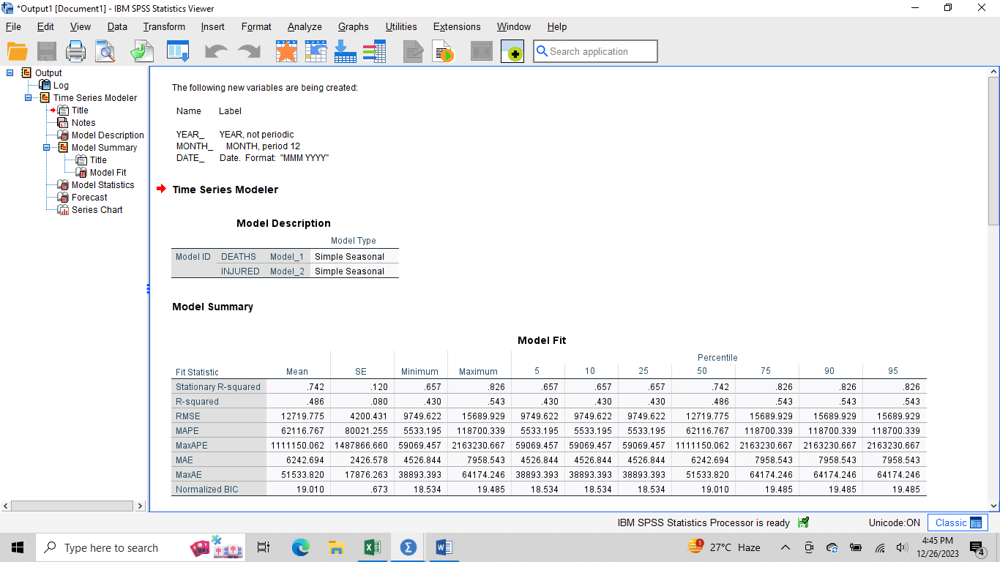 *Output1 [Document1] - IBM SPSS Statistics Viewer
File Edit View Data Transform Insert Format Analyze Graphs Utilities Extensions Window Help
Search application
Output
Log
Time Series Modeler
Title
Notes
Model Description
Model Summary
Title
Model Fit
Model Statistics
Forecast
Series Chart
The following new variables are being created:
Name Label
YEAR_ YEAR, not periodic
MONTH_ MONTH, period 12
DATE_ Date. Format: "MMM YYYY"
Time Series Modeler
Model Description
Model Type
Model ID DEATHS Model_1 Simple Seasonal
INJURED Model_2 Simple Seasonal
Model Summary
Model Fit
Percentile
Fit Statistic Mean SE Minimum Maximum 5 10 25 50 75 90 95
Stationary R-squared .742 .120 .657 .826 .657 .657 .657 .742 .826 .826 .826
R-squared .486 .080 .430 .543 .430 .430 .430 .486 .543 .543 .543
RMSE 12719.775 4200.431 9749.622 15689.929 9749.622 9749.622 9749.622 12719.775 15689.929 15689.929 15689.929
MAPE 62116.767 80021.255 5533.195 118700.339 5533.195 5533.195 5533.195 62116.767 118700.339 118700.339 118700.339
MaxAPE 1111150.062 1487866.660 59069.457 2163230.667 59069.457 59069.457 59069.457 1111150.062 2163230.667 2163230.667 2163230.667
MAE 6242.694 2426.578 4526.844 7958.543 4526.844 4526.844 4526.844 6242.694 7958.543 7958.543 7958.543
MaxAE 51533.820 17876.263 38893.393 64174.246 38893.393 38893.393 38893.393 51533.820 64174.246 64174.246 64174.246
Normalized BIC 19.010 .673 18.534 19.485 18.534 18.534 18.534 19.010 19.485 19.485 19.485
IBM SPSS Statistics Processor is ready Unicode:ON Classic
Type here to search
1
27°C Haze
4:45 PM
12/26/2023
4